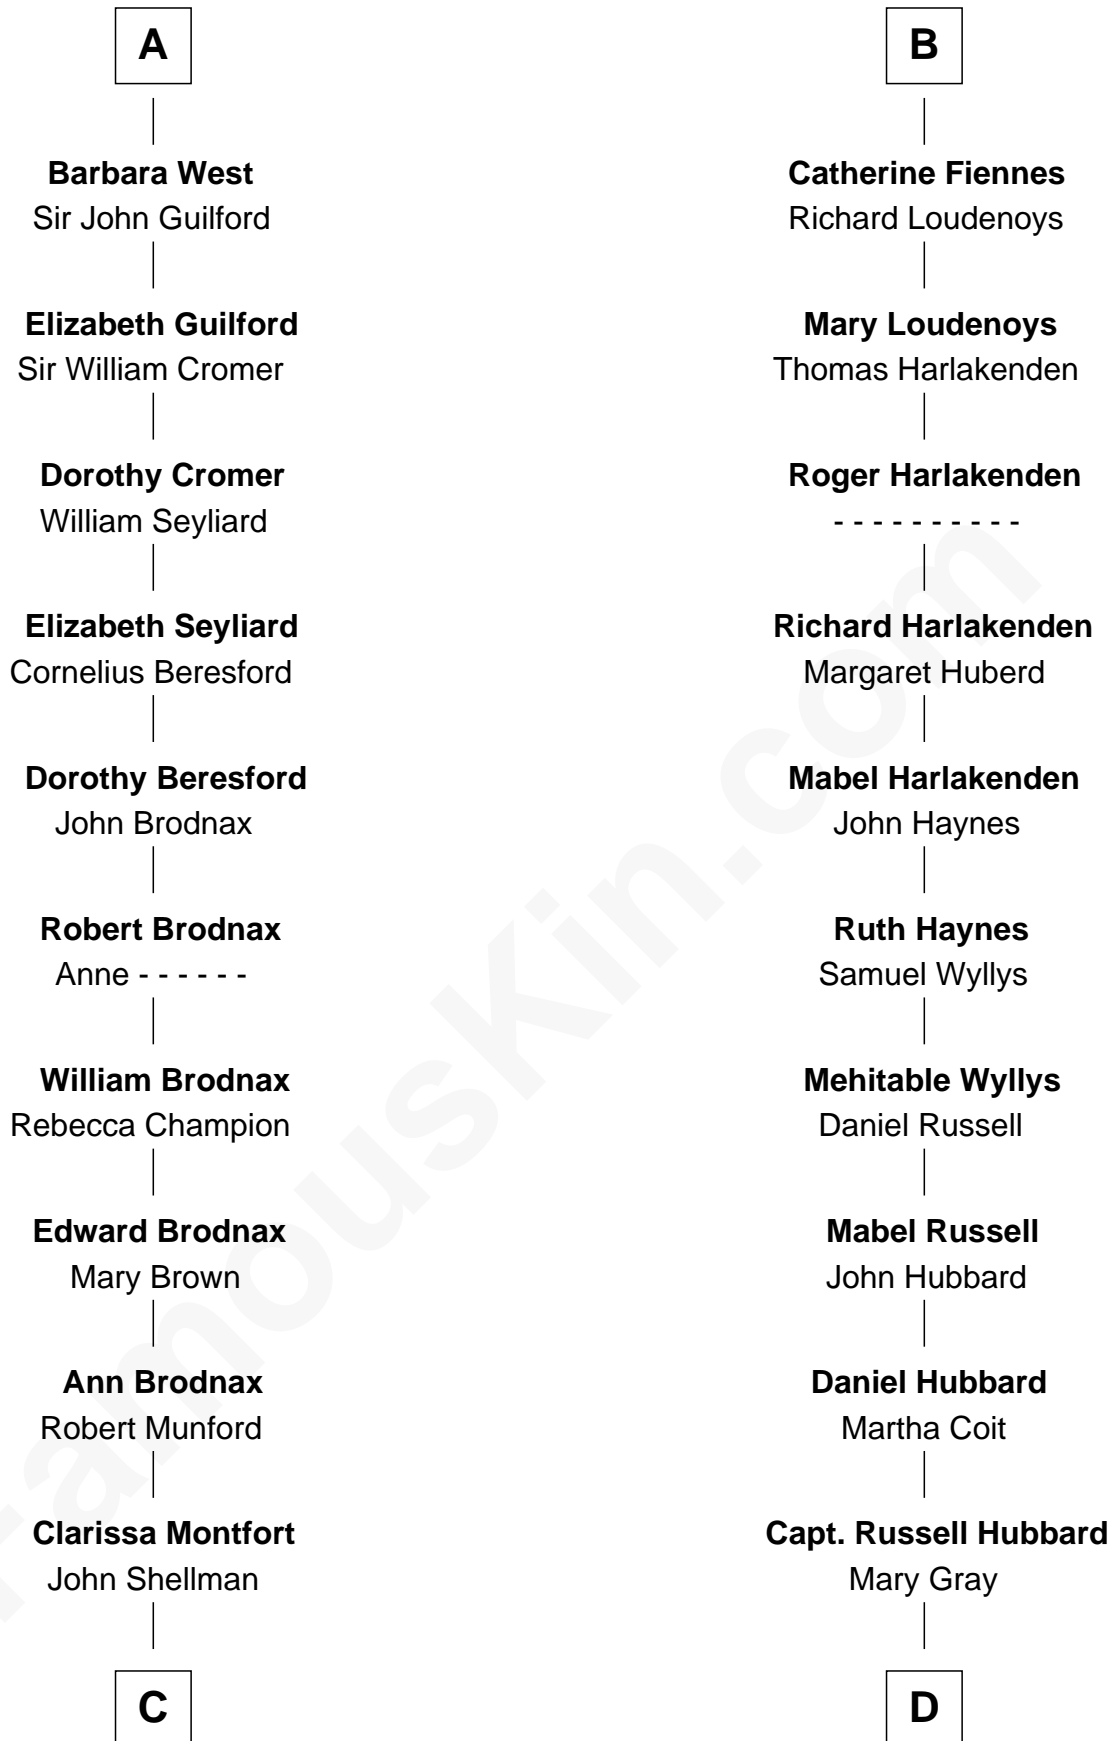 A
Barbara West
Sir John Guilford
Elizabeth Guilford
Sir William Cromer
Dorothy Cromer
William Seyliard
Elizabeth Seyliard
Cornelius Beresford
Dorothy Beresford
John Brodnax
Robert Brodnax
Anne - - - - - -
William Brodnax
Rebecca Champion
Edward Brodnax
Mary Brown
Ann Brodnax
Robert Munford
Clarissa Montfort
John Shellman
C
B
Catherine Fiennes
Richard Loudenoys
Mary Loudenoys
Thomas Harlakenden
Roger Harlakenden
- - - - - - - - - -
Richard Harlakenden
Margaret Huberd
Mabel Harlakenden
John Haynes
Ruth Haynes
Samuel Wyllys
Mehitable Wyllys
Daniel Russell
Mabel Russell
John Hubbard
Daniel Hubbard
Martha Coit
Capt. Russell Hubbard
Mary Gray
D
FamousKin.com